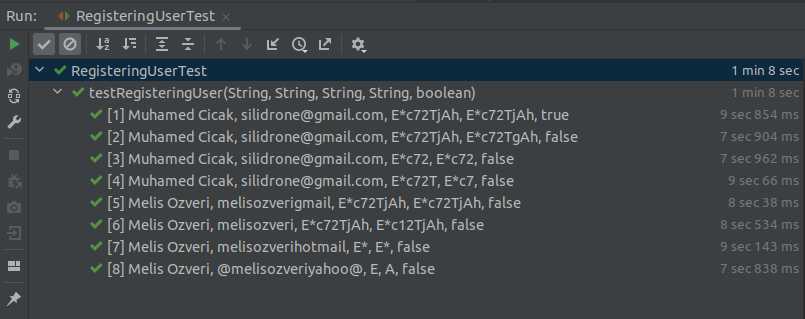 Run: RegisteringUserTest
RegisteringUserTest 1 min 8 sec
testRegisteringUser(String, String, String, String, boolean) 1 min 8 sec
[1] Muhamed Cicak, silidrone@gmail.com, E*c72TjAh, E*c72TjAh, true 9 sec 854 ms
[2] Muhamed Cicak, silidrone@gmail.com, E*c72TjAh, E*c72TgAh, false 7 sec 904 ms
[3] Muhamed Cicak, silidrone@gmail.com, E*c72, E*c72, false 7 sec 962 ms
[4] Muhamed Cicak, silidrone@gmail.com, E*c72T, E*c7, false 9 sec 66 ms
[5] Melis Ozveri, melisozverigmail, E*c72TjAh, E*c72TjAh, false 8 sec 38 ms
[6] Melis Ozveri, melisozveri, E*c72TjAh, E*c12TjAh, false 8 sec 534 ms
[7] Melis Ozveri, melisozverihotmail, E*, E*, false 9 sec 143 ms
[8] Melis Ozveri, @melisozveriyahoo@, E, A, false 7 sec 838 ms